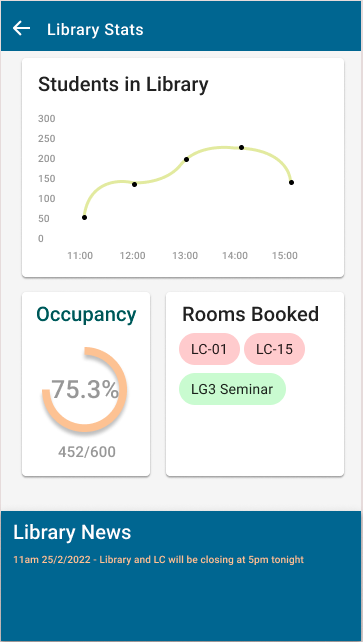 Library Stats
Students in Library
300
250
200
150
100
50
0
11:00 12:00 13:00 14:00 15:00
Occupancy
75.3%
452/600
Rooms Booked
LC-01 LC-15
LG3 Seminar
Library News
11am 25/2/2022 - Library and LC will be closing at 5pm tonight